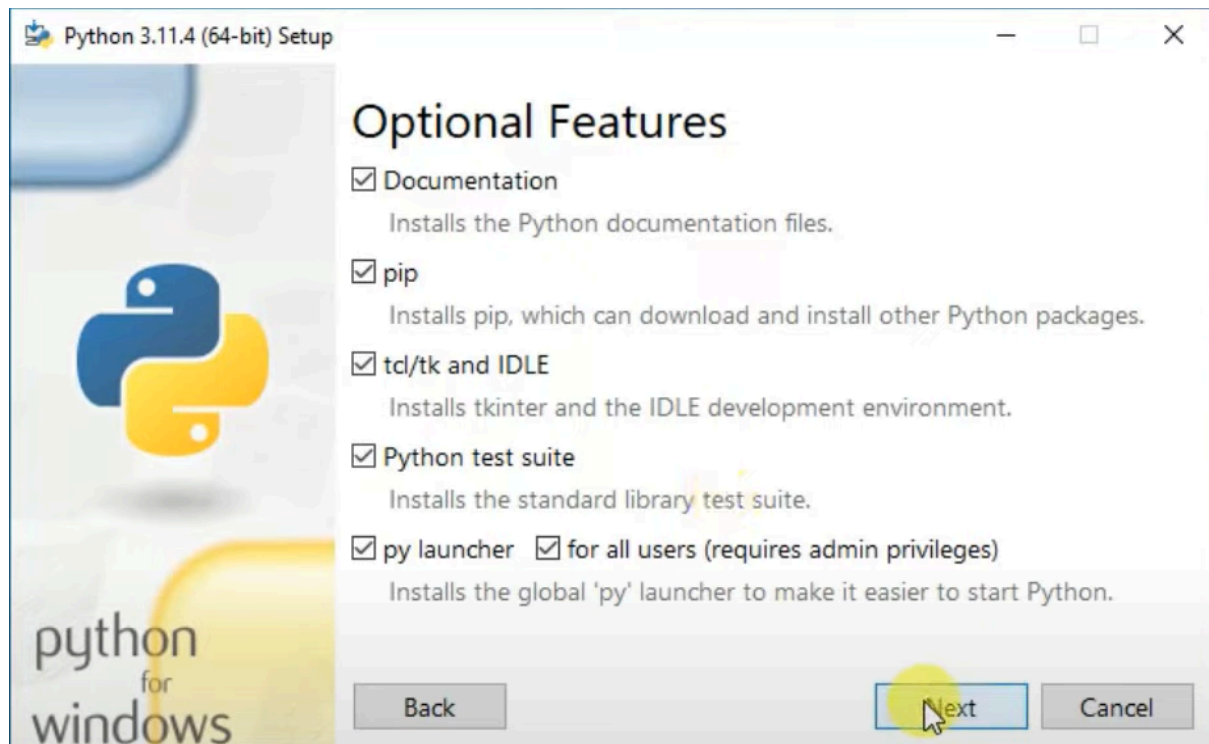 Python 3.11.4 (64-bit) Setup
Optional Features
Documentation
Installs the Python documentation files.
pip
Installs pip, which can download and install other Python packages.
tcl/tk and IDLE
Installs tkinter and the IDLE development environment.
Python test suite
Installs the standard library test suite.
py launcher for all users (requires admin privileges)
Installs the global 'py' launcher to make it easier to start Python.
python
for
windows
Back Next Cancel